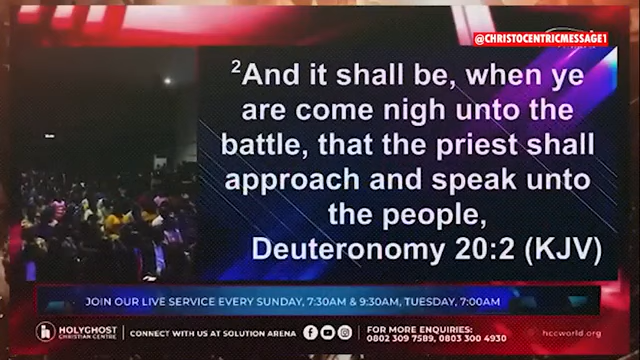 @CHRISTOCENTRICMESSAGE1
2And it shall be, when ye
are come nigh unto the
battle, that the priest shall
approach and speak unto
the people,
Deuteronomy 20:2 (KJV)
JOIN OUR LIVE SERVICE EVERY SUNDAY, 7:30AM & 9:30AM, TUESDAY, 7:00AM
HOLYGHOST
CHRISTIAN CENTRE
CONNECT WITH US AT SOLUTION ARENA
FOR MORE ENQUIRIES:
0802 309 7589, 0803 300 4930
hccworld.org